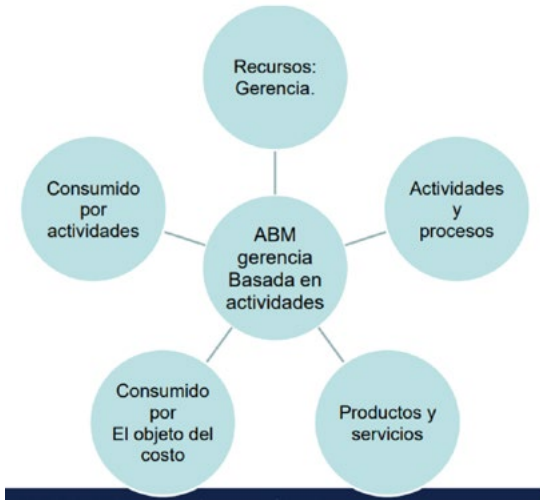 Recursos:
Gerencia.
Actividades
y
procesos
Productos y
servicios
Consumido
por
El objeto del
costo
Consumido
por
actividades
ABM
gerencia
Basada en
actividades